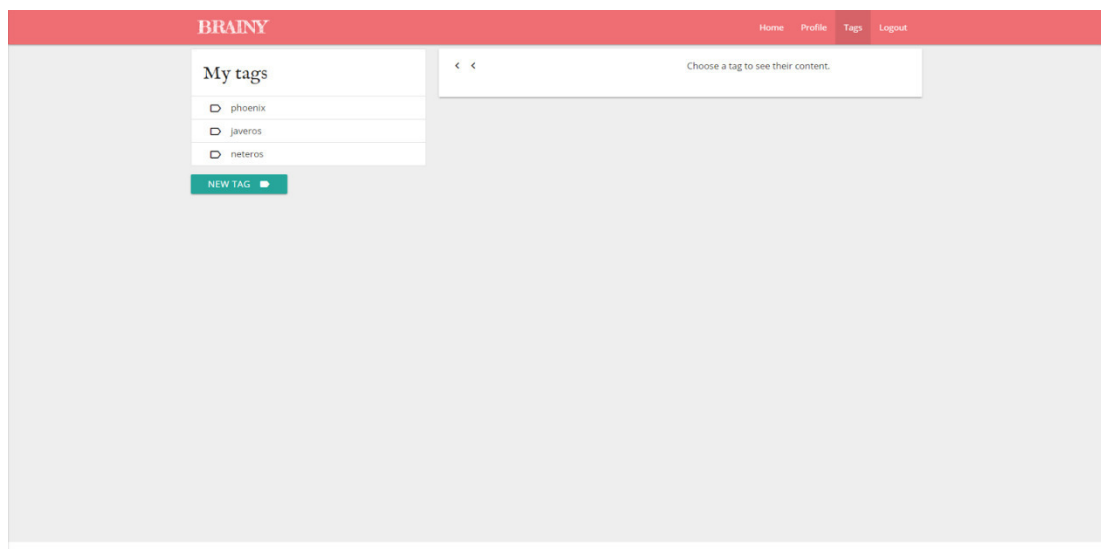 BRAINY
Home Profile Tags Logout
My tags
phoenix
javeros
neteros
NEW TAG
< < Choose a tag to see their content.